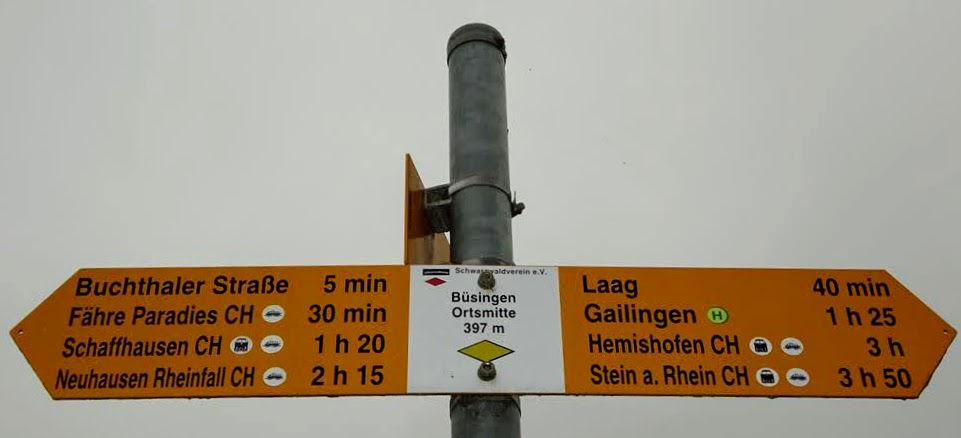 Buchthaler Straße 5 min
Fähre Paradies CH 30 min
Schaffhausen CH 1 h 20
Neuhausen Rheinfall CH 2 h 15
Schwarzwaldverein e.V.
Büsingen
Ortsmitte
397 m
Laag 40 min
Gailingen H 1 h 25
Hemishofen CH 3 h
Stein a. Rhein CH 3 h 50